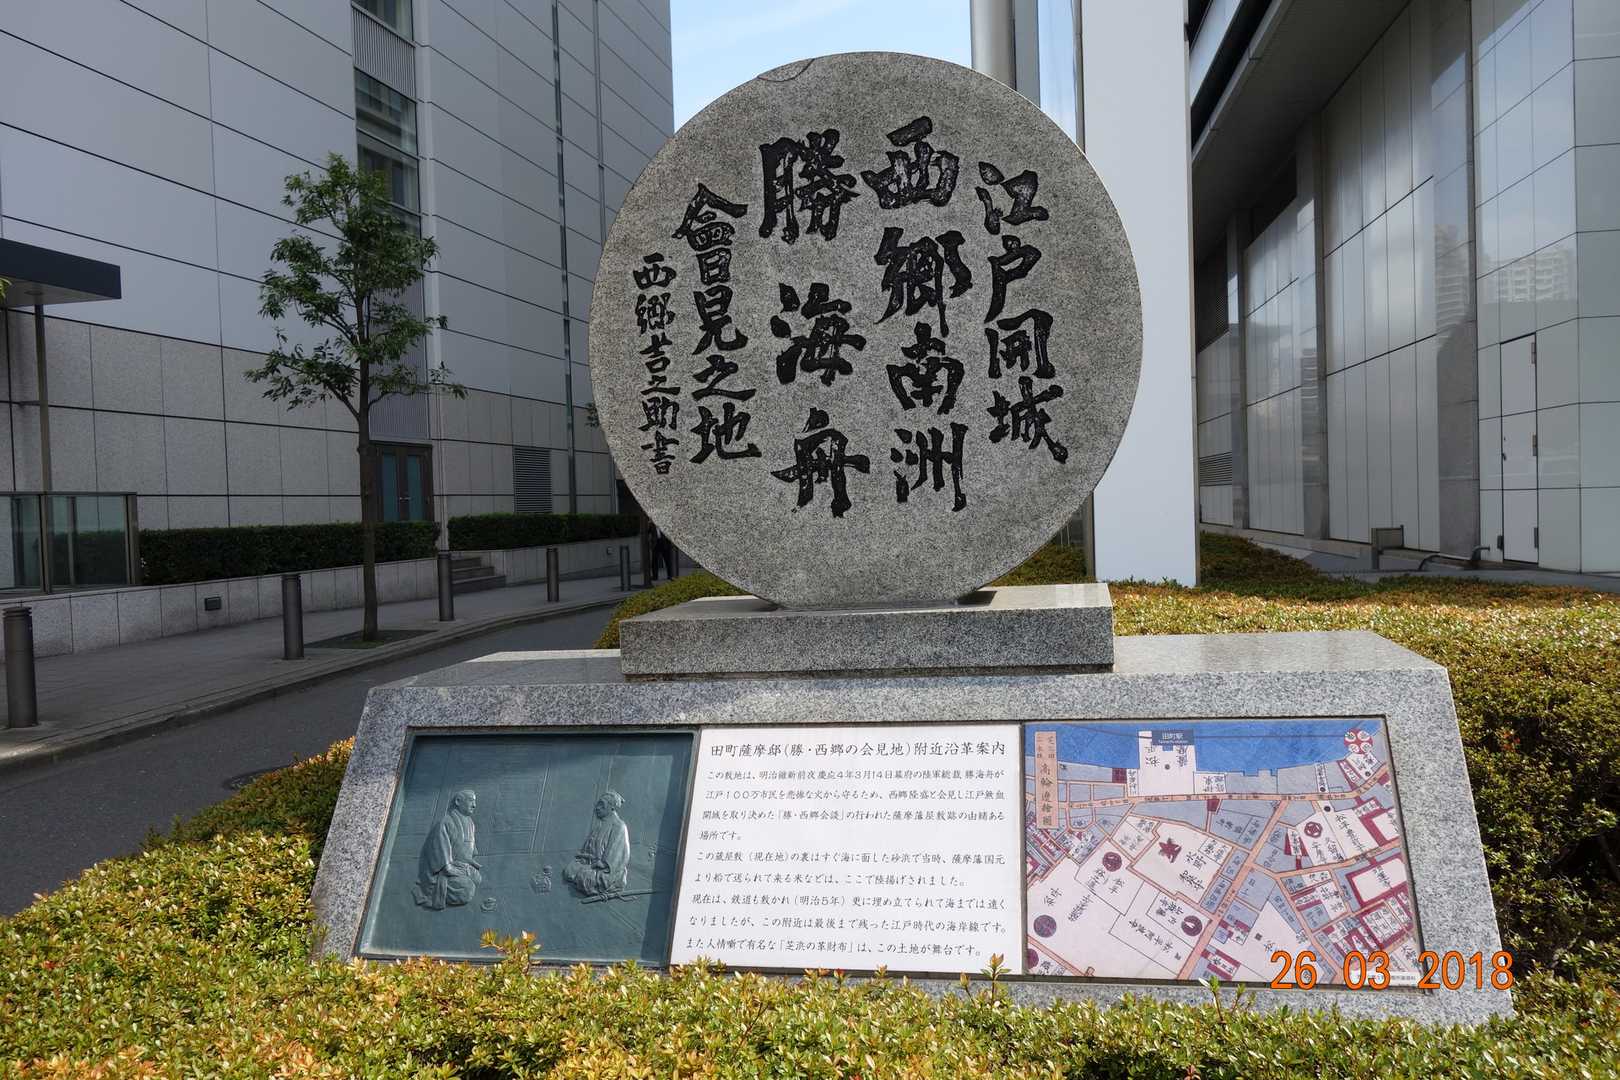 江戸開城
西郷南洲
勝海舟
會見之地
西郷吉之助書
田町薩摩邸（勝・西郷の会見地）附近沿革案内
この敷地は、明治維新前夜慶応4年3月14日幕府の陸軍総裁 勝海舟が
江戸100万市民を悲惨な火から守るため、西郷隆盛と会見し江戸無血
開城を取り決めた「勝・西郷会談」の行われた薩摩藩屋敷跡の由緒ある
場所です。
この蔵屋敷（現在地）の裏はすぐ海に面した砂浜で当時、薩摩藩国元
より船で送られて来る米などは、ここで陸揚げされました。
現在は、鉄道も敷かれ（明治5年）更に埋め立てられて海までは遠く
なりましたが、この附近は最後まで残った江戸時代の海岸線です。
また人情噺で有名な「芝浜の革財布」は、この土地が舞台です。
田町駅
高輪邉繪圖
26 03 2018